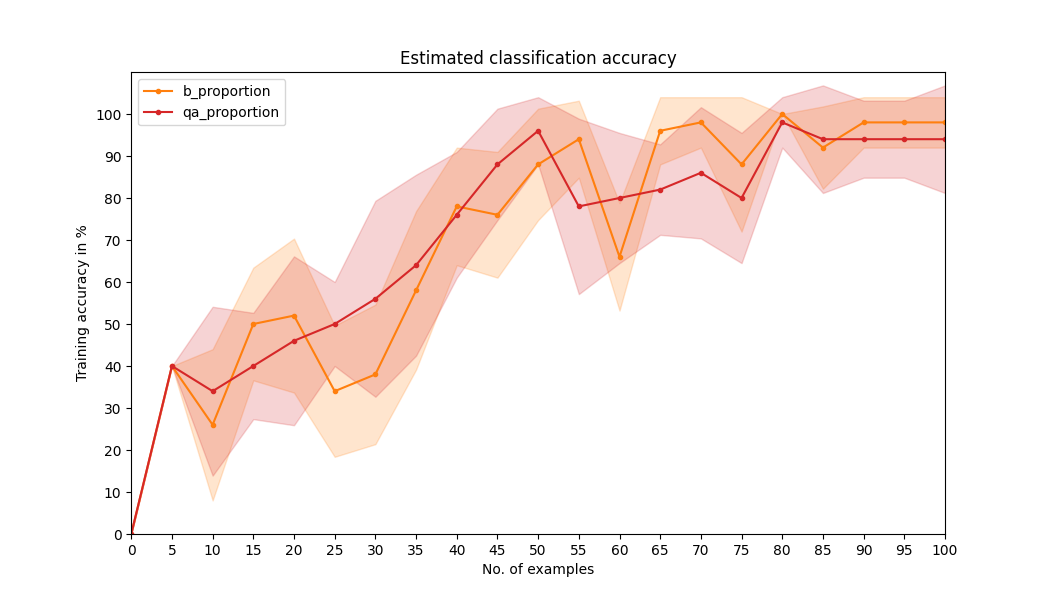 Estimated classification accuracy
b_proportion
qa_proportion
Training accuracy in %
100
90
80
70
60
50
40
30
20
10
0
0 5 10 15 20 25 30 35 40 45 50 55 60 65 70 75 80 85 90 95 100
No. of examples